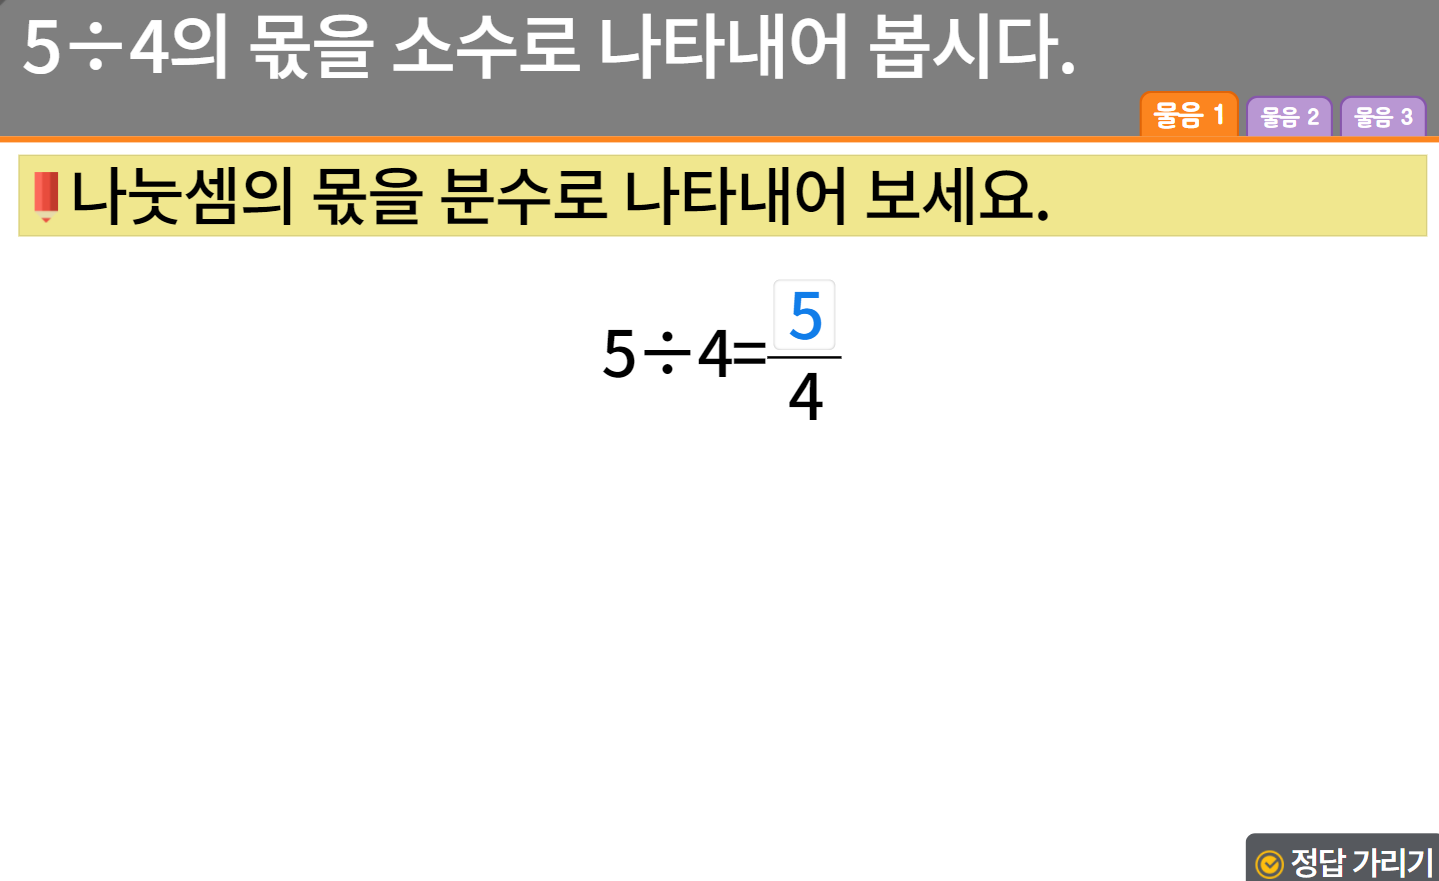 5÷4의 몫을 소수로 나타내어 봅시다.
물음 1 물음 2 물음 3
나눗셈의 몫을 분수로 나타내어 보세요.
5
5÷4=
4
정답 가리기